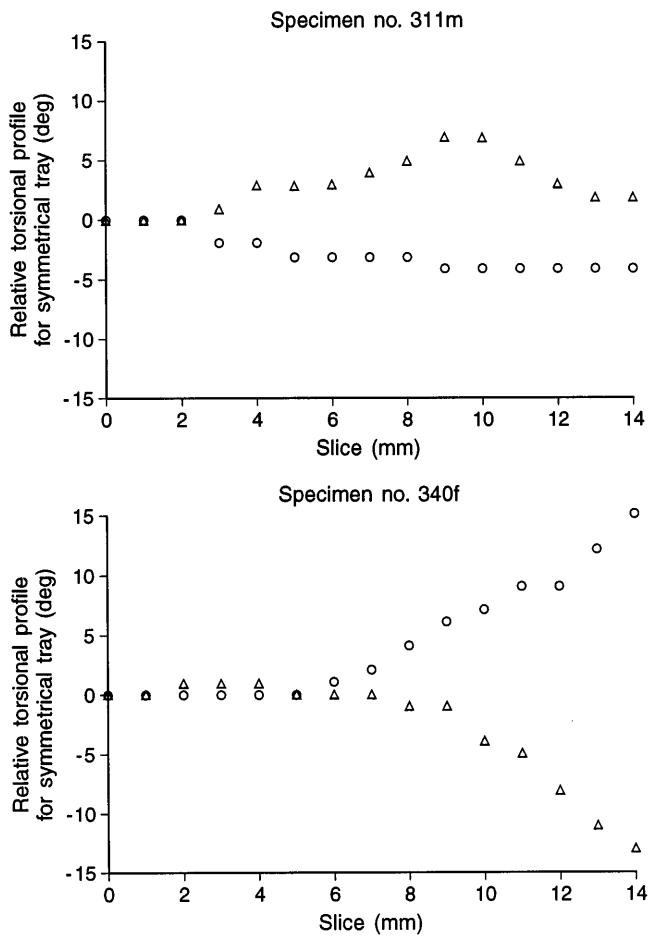 Specimen no. 311m
Relative torsional profile
for symmetrical tray (deg)
15
10
5
0
-5
-10
-15
0 2 4 6 8 10 12 14
Slice (mm)
Specimen no. 340f
Relative torsional profile
for symmetrical tray (deg)
15
10
5
0
-5
-10
-15
0 2 4 6 8 10 12 14
Slice (mm)